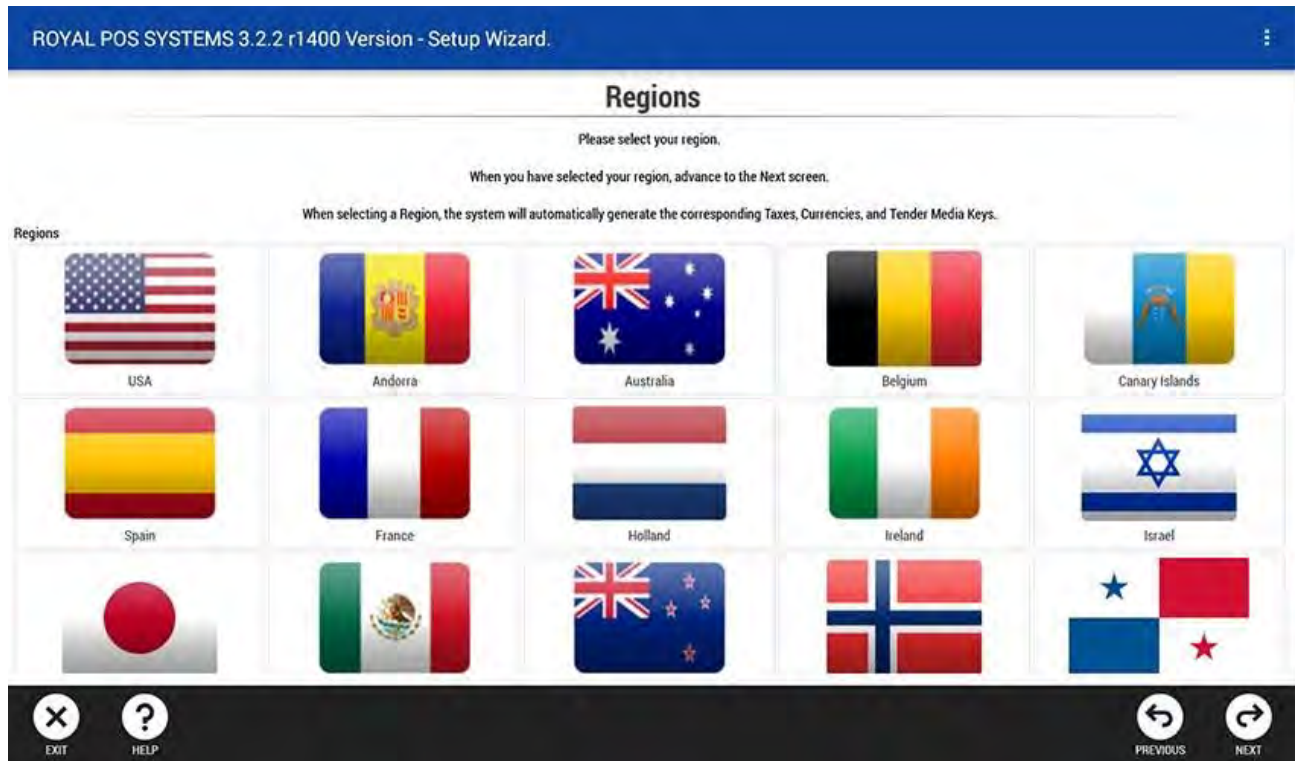 ROYAL POS SYSTEMS 3.2.2 r1400 Version - Setup Wizard.
Regions
Please select your region.
When you have selected your region, advance to the Next screen.
When selecting a Region, the system will automatically generate the corresponding Taxes, Currencies, and Tender Media Keys.
Regions
USA
Andorra
Australia
Belgium
Canary Islands
Spain
France
Holland
Ireland
Israel
EXIT
HELP
PREVIOUS
NEXT